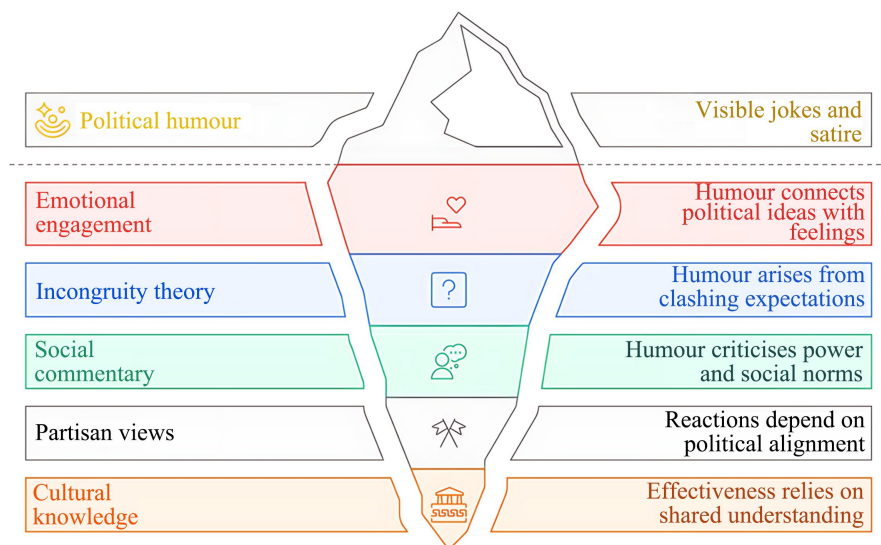 Political humour
Visible jokes and
satire
Emotional
engagement
Humour connects
political ideas with
feelings
Incongruity theory
?
Humour arises from
clashing expectations
Social
commentary
Humour criticises power
and social norms
Partisan views
Reactions depend on
political alignment
Cultural
knowledge
Effectiveness relies on
shared understanding